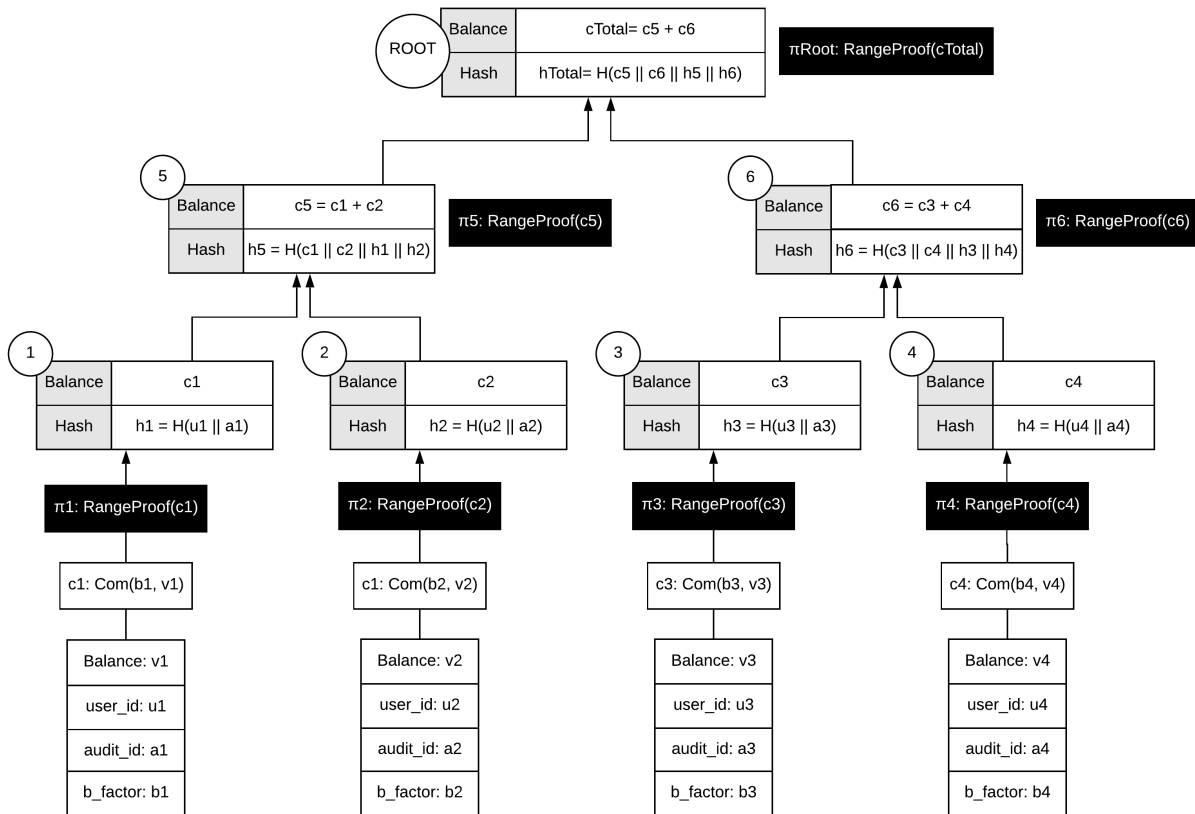 ROOT
Balance
cTotal= c5 + c6
Hash
hTotal= H(c5 || c6 || h5 || h6)
πRoot: RangeProof(cTotal)
5
Balance
c5 = c1 + c2
Hash
h5 = H(c1 || c2 || h1 || h2)
π5: RangeProof(c5)
6
Balance
c6 = c3 + c4
Hash
h6 = H(c3 || c4 || h3 || h4)
π6: RangeProof(c6)
1
Balance
c1
Hash
h1 = H(u1 || a1)
2
Balance
c2
Hash
h2 = H(u2 || a2)
3
Balance
c3
Hash
h3 = H(u3 || a3)
4
Balance
c4
Hash
h4 = H(u4 || a4)
π1: RangeProof(c1)
π2: RangeProof(c2)
π3: RangeProof(c3)
π4: RangeProof(c4)
c1: Com(b1, v1)
c1: Com(b2, v2)
c3: Com(b3, v3)
c4: Com(b4, v4)
Balance: v1
user_id: u1
audit_id: a1
b_factor: b1
Balance: v2
user_id: u2
audit_id: a2
b_factor: b2
Balance: v3
user_id: u3
audit_id: a3
b_factor: b3
Balance: v4
user_id: u4
audit_id: a4
b_factor: b4